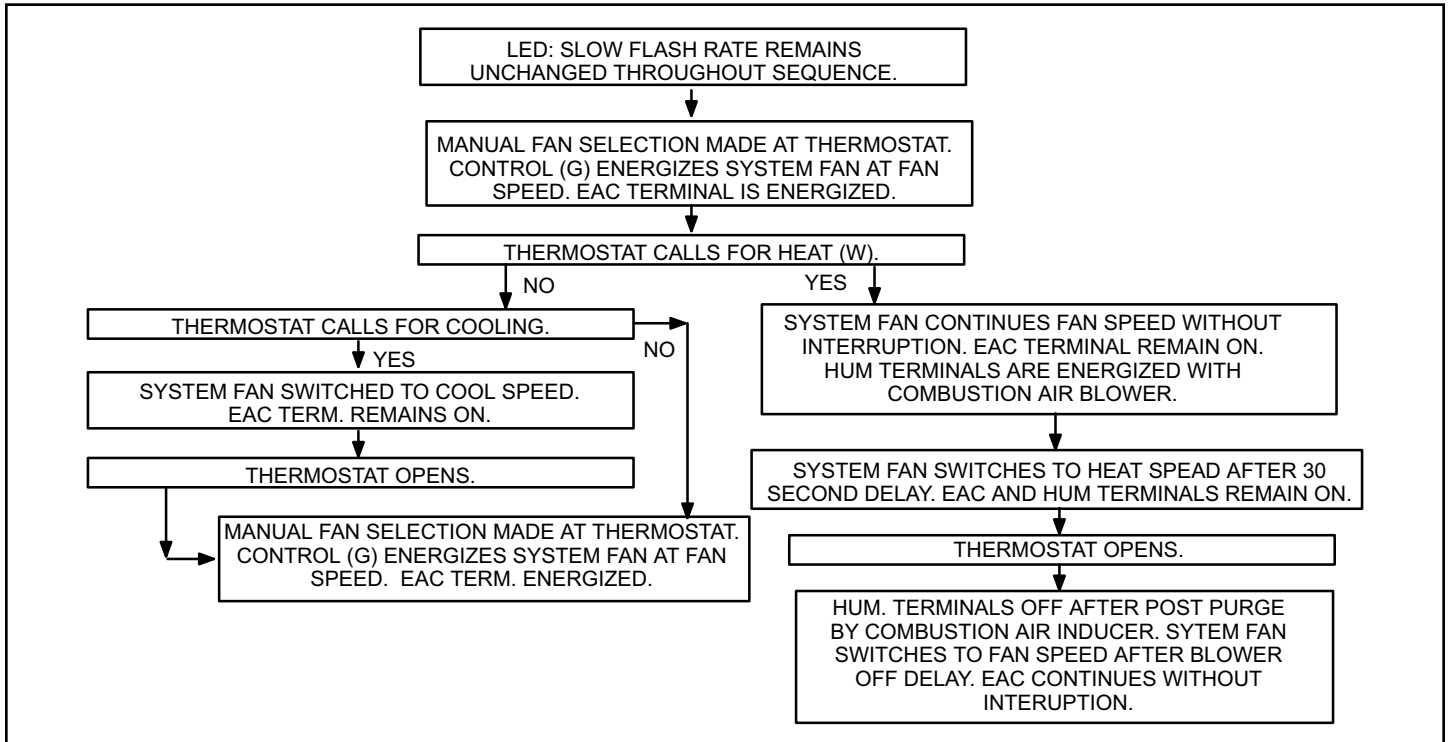 LED: SLOW FLASH RATE REMAINS
UNCHANGED THROUGHOUT SEQUENCE.
MANUAL FAN SELECTION MADE AT THERMOSTAT.
CONTROL (G) ENERGIZES SYSTEM FAN AT FAN
SPEED. EAC TERMINAL IS ENERGIZED.
THERMOSTAT CALLS FOR HEAT (W).
NO
YES
THERMOSTAT CALLS FOR COOLING.
YES
NO
SYSTEM FAN SWITCHED TO COOL SPEED.
EAC TERM. REMAINS ON.
THERMOSTAT OPENS.
MANUAL FAN SELECTION MADE AT THERMOSTAT.
CONTROL (G) ENERGIZES SYSTEM FAN AT FAN
SPEED. EAC TERM. ENERGIZED.
SYSTEM FAN CONTINUES FAN SPEED WITHOUT
INTERRUPTION. EAC TERMINAL REMAIN ON.
HUM TERMINALS ARE ENERGIZED WITH
COMBUSTION AIR BLOWER.
SYSTEM FAN SWITCHES TO HEAT SPEAD AFTER 30
SECOND DELAY. EAC AND HUM TERMINALS REMAIN ON.
THERMOSTAT OPENS.
HUM. TERMINALS OFF AFTER POST PURGE
BY COMBUSTION AIR INDUCER. SYTEM FAN
SWITCHES TO FAN SPEED AFTER BLOWER
OFF DELAY. EAC CONTINUES WITHOUT
INTERUPTION.